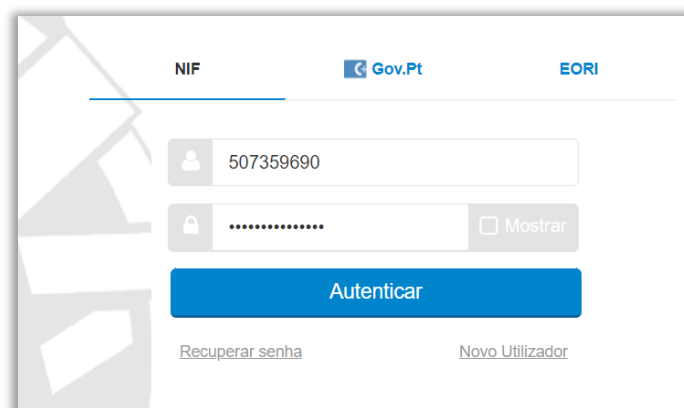 NIF Gov.Pt EORI
507359690
••••••••••••••• Mostrar
Autenticar
Recuperar senha Novo Utilizador